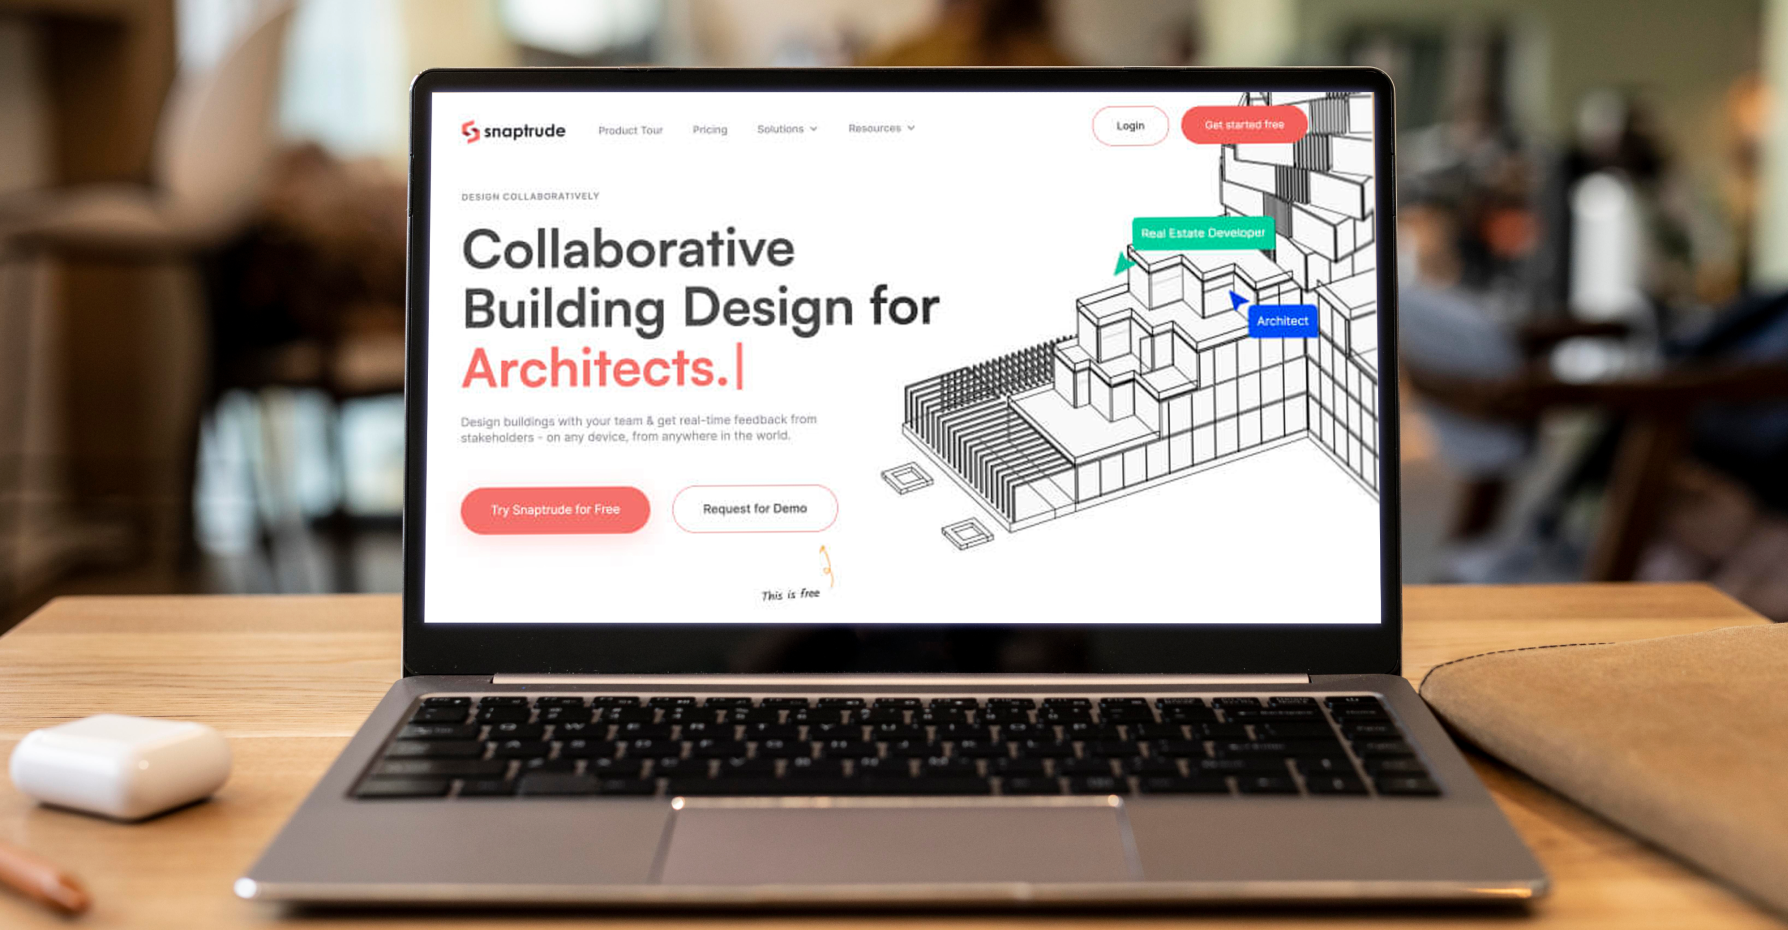 snaptrude
Product Tour
Pricing
Solutions
Resources
Login
Get started free
DESIGN COLLABORATIVELY
Collaborative
Building Design for
Architects.
Real Estate Developer
Architect
Design buildings with your team & get real-time feedback from
stakeholders - on any device, from anywhere in the world.
Try Snaptrude for Free
Request for Demo
This is free